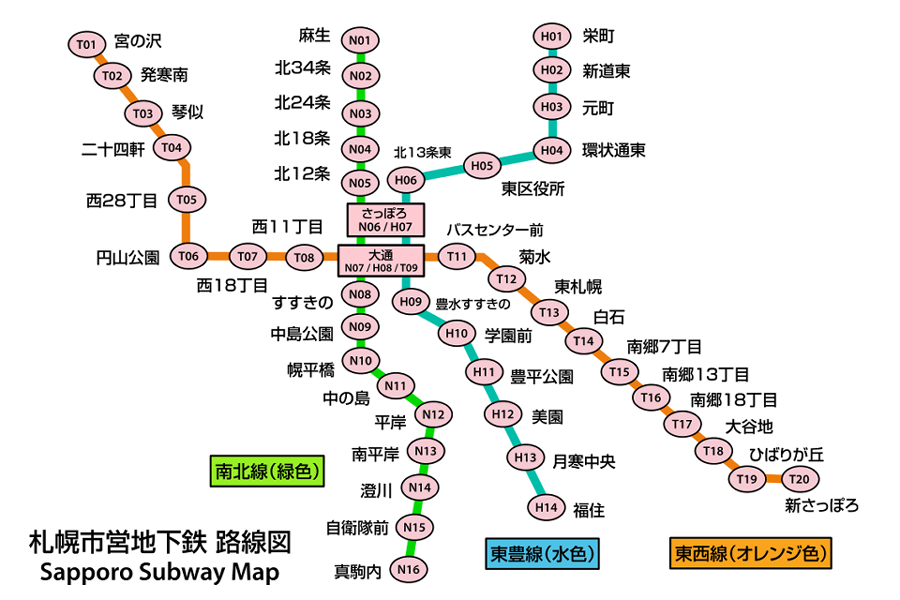 T01 宮の沢
T02 発寒南
T03 琴似
二十四軒 T04
西28丁目 T05
円山公園 T06
T07
西18丁目
西11丁目
T08
麻生 N01
北34条 N02
北24条 N03
北18条 N04
北12条 N05
H01 栄町
H02 新道東
H03 元町
H04 環状通東
H05
東区役所
北13条東
H06
さっぽろ
N06 / H07
大通
N07 / H08 / T09
バスセンター前
T11
菊水
T12
東札幌
T13
白石
T14
南郷7丁目
T15
南郷13丁目
T16
南郷18丁目
T17
大谷地
T18
ひばりが丘
T19
T20
新さっぽろ
すすきの N08
中島公園 N09
幌平橋 N10
中の島 N11
平岸 N12
南平岸 N13
澄川 N14
自衛隊前 N15
真駒内 N16
H09 豊水すすきの
H10 学園前
H11 豊平公園
H12 美園
H13 月寒中央
H14 福住
南北線(緑色)
東豊線(水色)
東西線(オレンジ色)
札幌市営地下鉄 路線図
Sapporo Subway Map